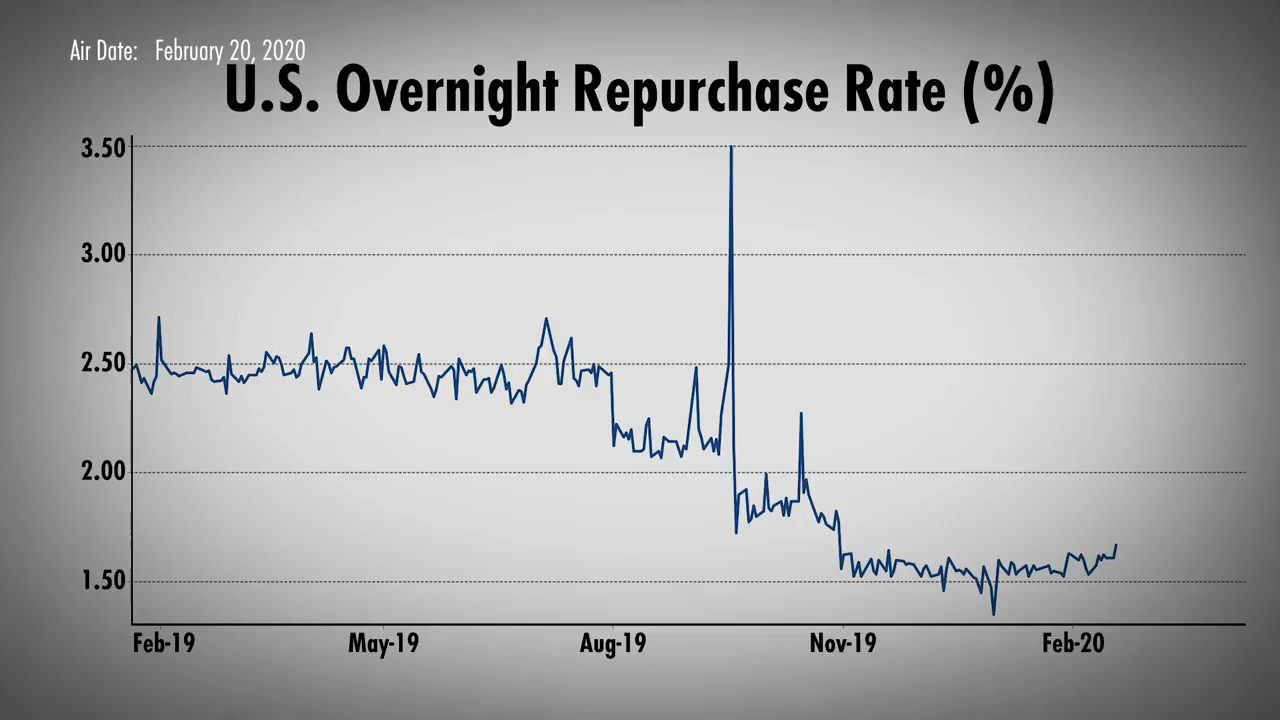 Air Date: February 20, 2020
U.S. Overnight Repurchase Rate (%)
3.50
3.00
2.50
2.00
1.50
Feb-19 May-19 Aug-19 Nov-19 Feb-20